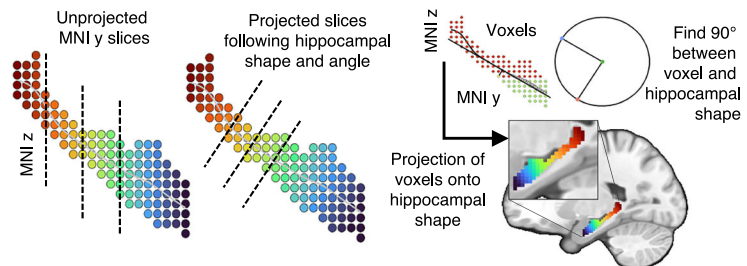 Unprojected
MNI y slices
MNI z
Projected slices
following hippocampal
shape and angle
MNI z
Voxels
MNI y
Find 90°
between
voxel and
hippocampal
shape
Projection of
voxels onto
hippocampal
shape